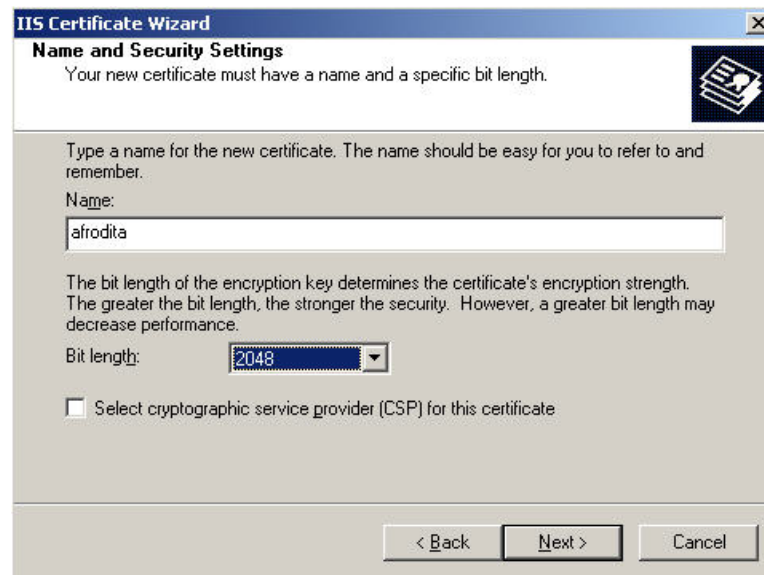 IIS Certificate Wizard
Name and Security Settings
Your new certificate must have a name and a specific bit length.
Type a name for the new certificate. The name should be easy for you to refer to and
remember.
Name:
afrodita
The bit length of the encryption key determines the certificate's encryption strength.
The greater the bit length, the stronger the security.  However, a greater bit length may
decrease performance.
Bit length: 2048
Select cryptographic service provider (CSP) for this certificate
< Back Next > Cancel